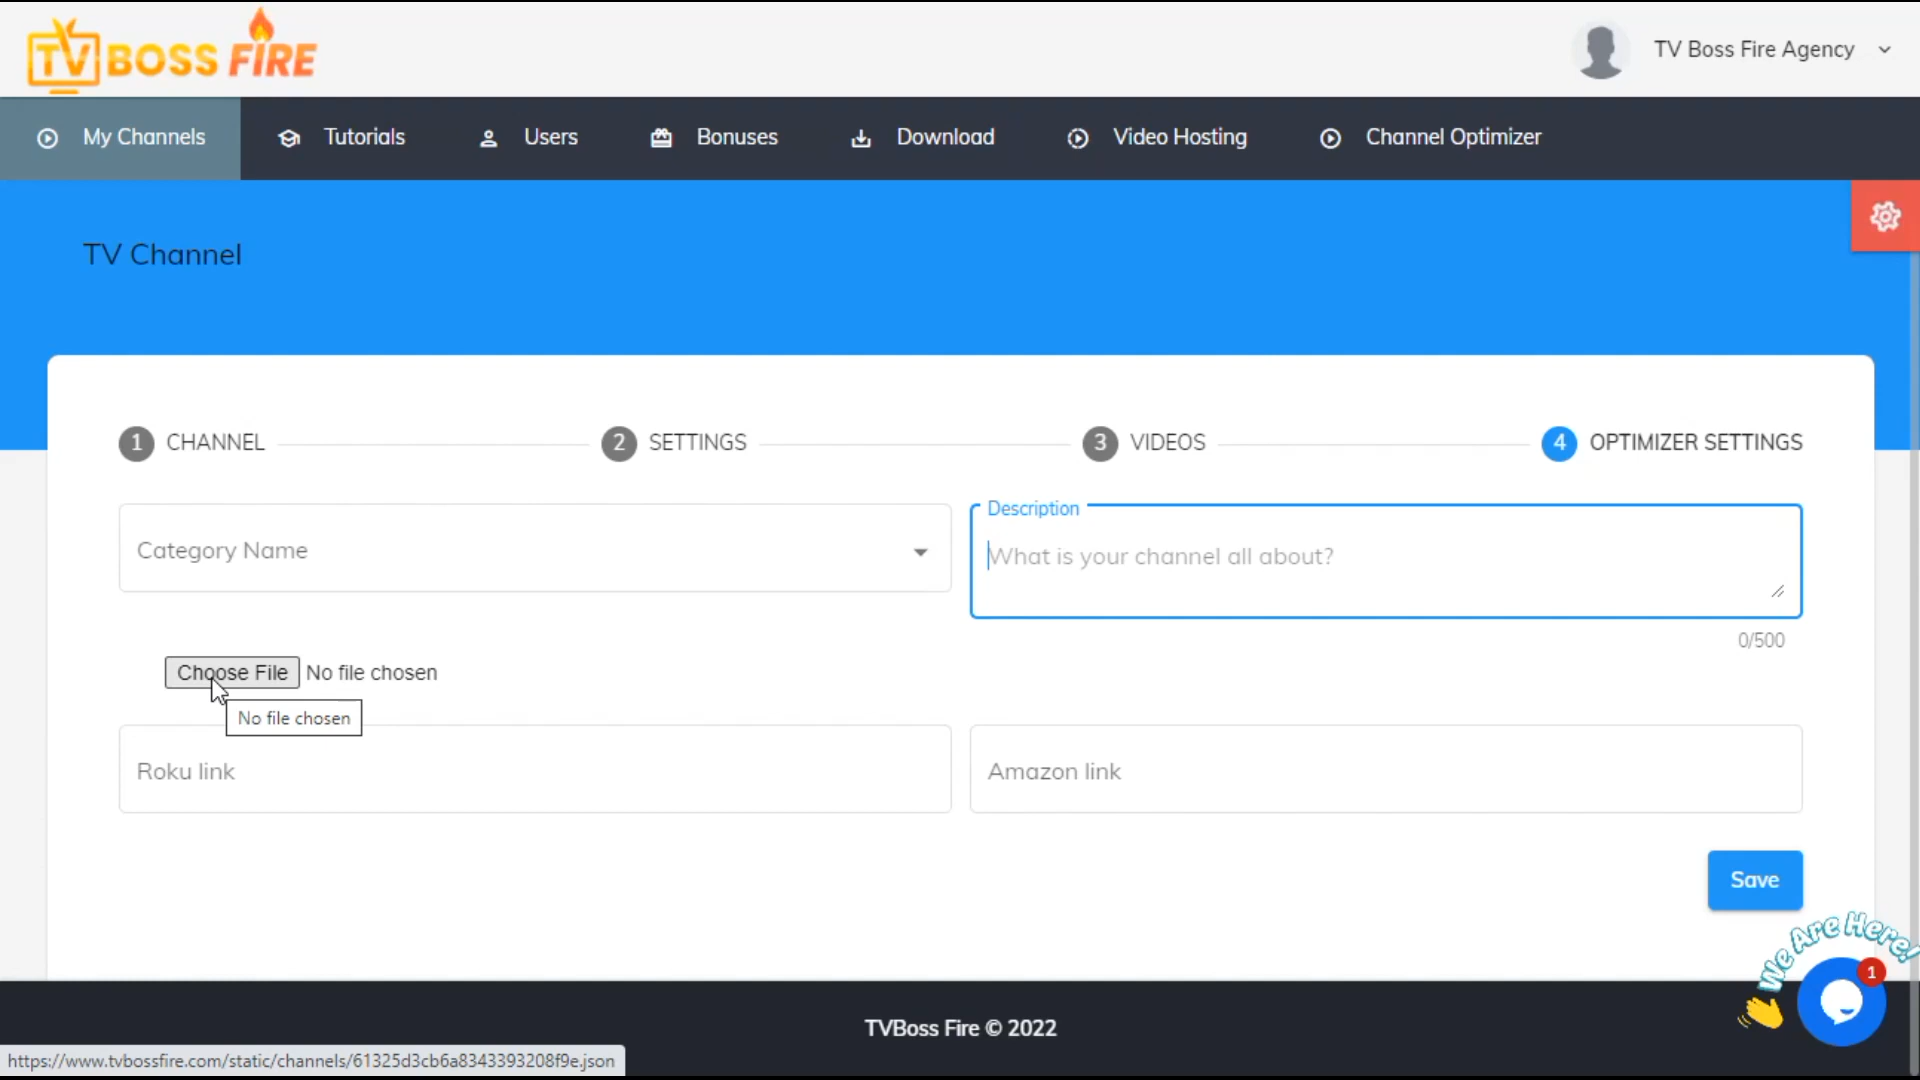 TV BOSS FIRE
TV Boss Fire Agency
My Channels
Tutorials
Users
Bonuses
Download
Video Hosting
Channel Optimizer
TV Channel
1 CHANNEL
2 SETTINGS
3 VIDEOS
4 OPTIMIZER SETTINGS
Category Name
Description
What is your channel all about?
0/500
Choose File No file chosen
No file chosen
Roku link
Amazon link
Save
We Are Here!
1
TVBoss Fire © 2022
https://www.tvbossfire.com/static/channels/61325d3cb6a8343393208f9e.json